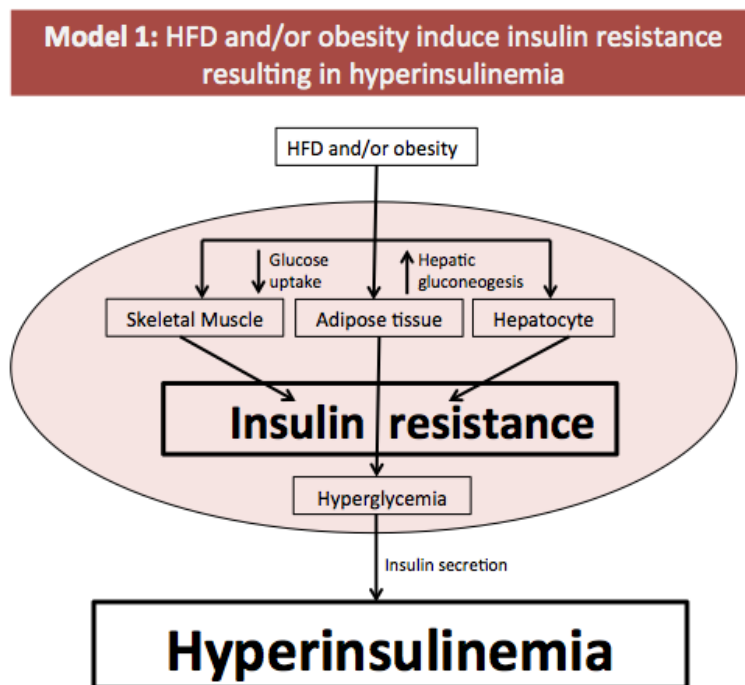 Model 1: HFD and/or obesity induce insulin resistance
resulting in hyperinsulinemia
HFD and/or obesity
Glucose
uptake
Hepatic
gluconeogesis
Skeletal Muscle
Adipose tissue
Hepatocyte
Insulin resistance
Hyperglycemia
Insulin secretion
Hyperinsulinemia